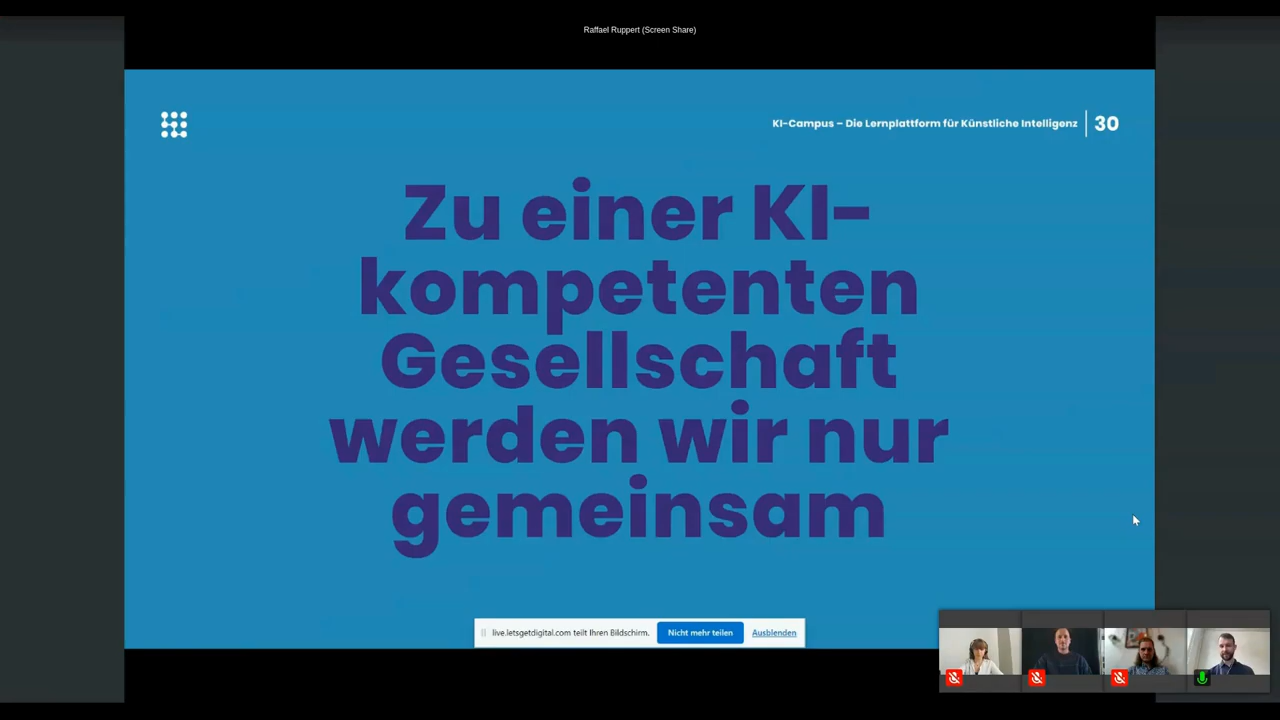 Raffael Ruppert (Screen Share)
KI-Campus – Die Lernplattform für Künstliche Intelligenz
30
Zu einer KI-
kompetenten
Gesellschaft
werden wir nur
gemeinsam
live.letsgetdigital.com teilt Ihren Bildschirm.
Nicht mehr teilen
Ausblenden